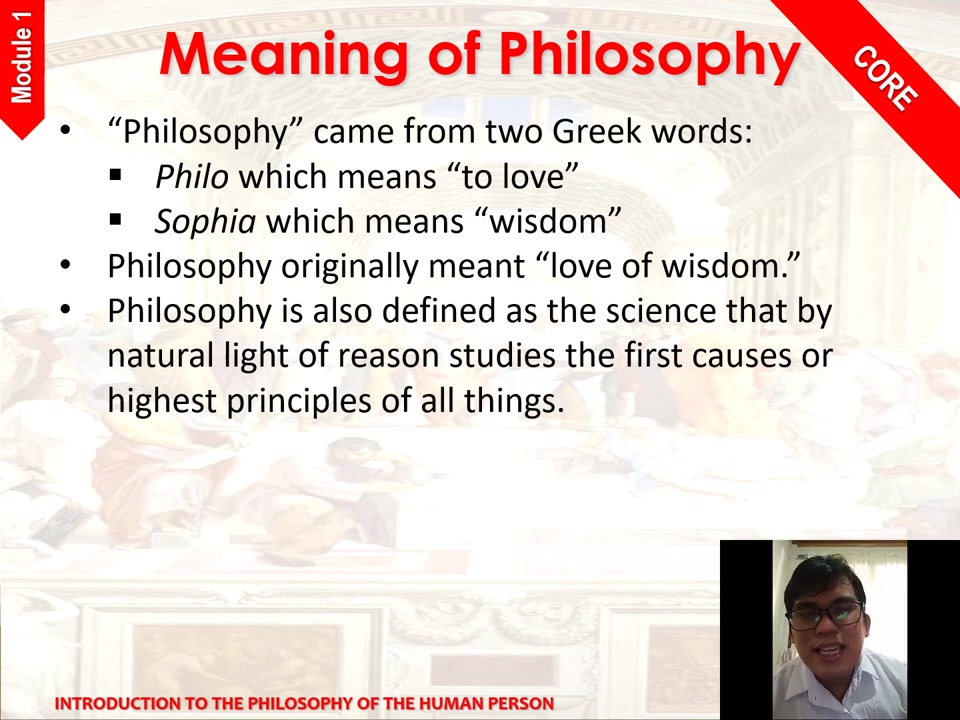 Module 1
Meaning of Philosophy
CORE
• “Philosophy” came from two Greek words:
▪ Philo which means “to love”
▪ Sophia which means “wisdom”
• Philosophy originally meant “love of wisdom.”
• Philosophy is also defined as the science that by
natural light of reason studies the first causes or
highest principles of all things.
INTRODUCTION TO THE PHILOSOPHY OF THE HUMAN PERSON